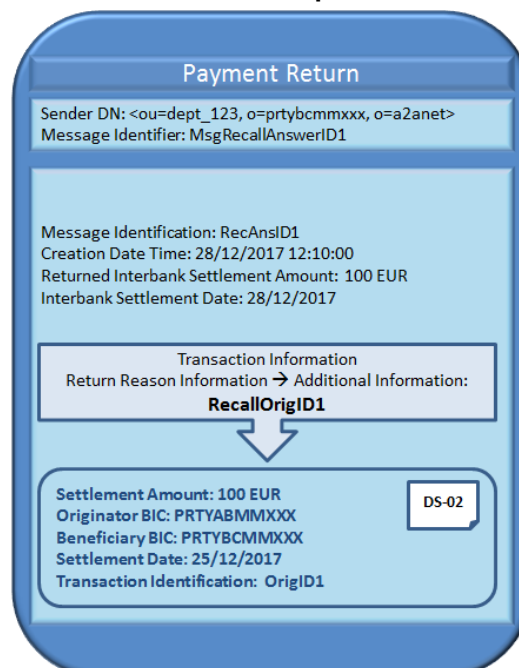 Payment Return
Sender DN: <ou=dept_123, o=prtybcmmxxx, o=a2anet>
Message Identifier: MsgRecallAnswerID1
Message Identification: RecAnsID1
Creation Date Time: 28/12/2017 12:10:00
Returned Interbank Settlement Amount: 100 EUR
Interbank Settlement Date: 28/12/2017
Transaction Information
Return Reason Information → Additional Information:
RecallOrigID1
Settlement Amount: 100 EUR
Originator BIC: PRTYABMMXXX
Beneficiary BIC: PRTYBCMMXXX
Settlement Date: 25/12/2017
Transaction Identification: OrigID1
DS-02